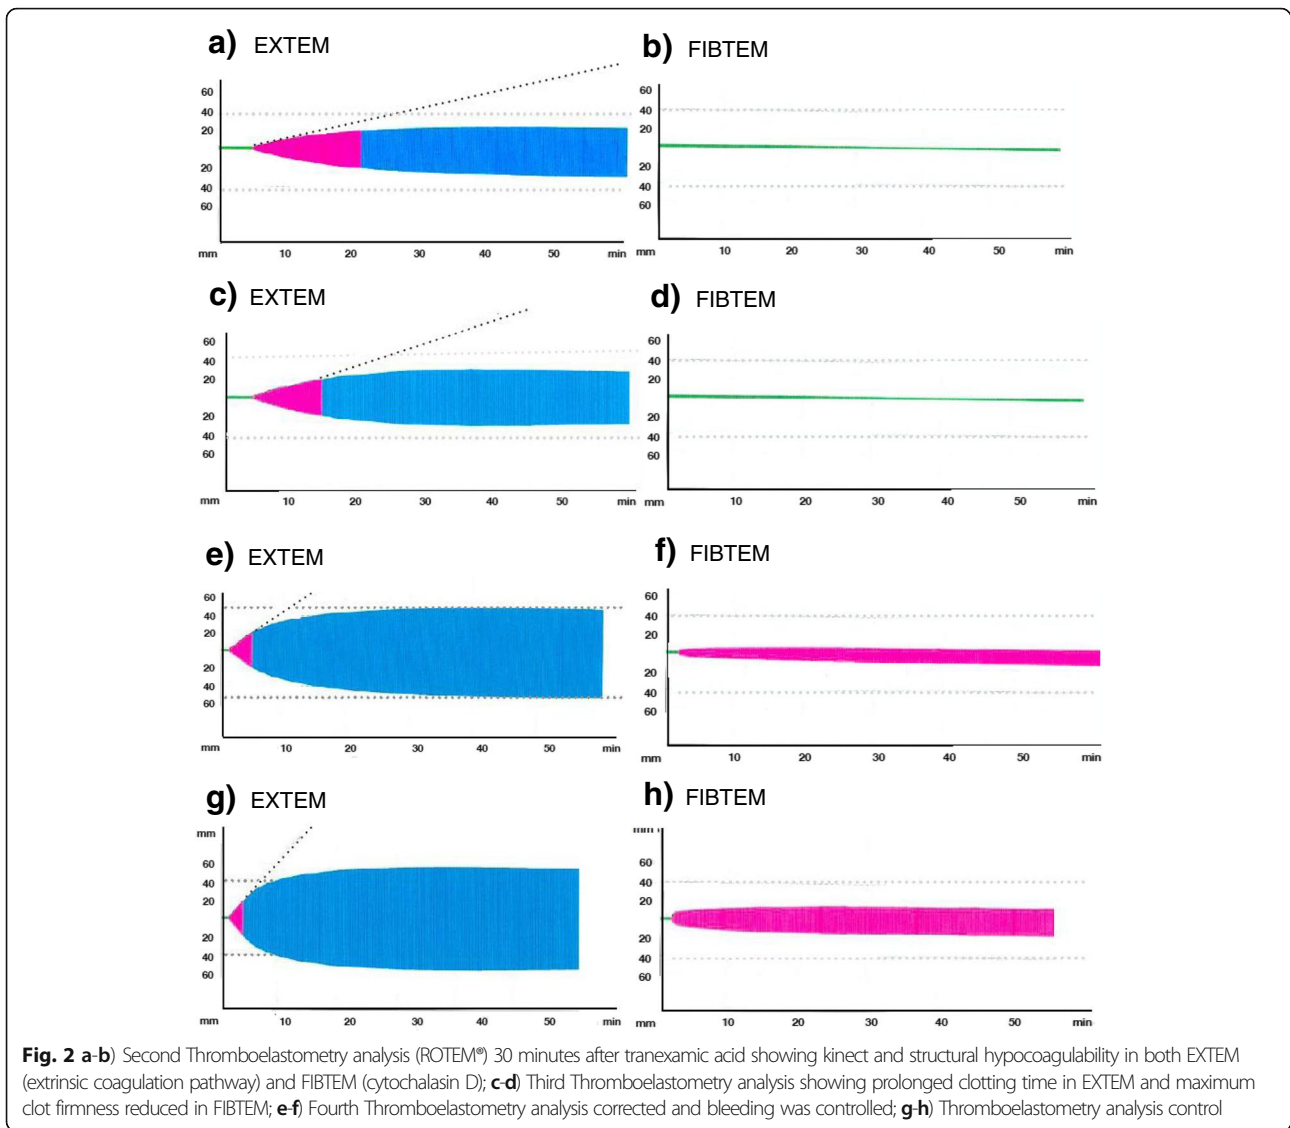 a) EXTEM
b) FIBTEM
60
40
20
20
40
60
mm 10 20 30 40 50 min
60
40
20
20
40
60
mm 10 20 30 40 50 min
c) EXTEM
d) FIBTEM
60
40
20
20
40
60
mm 10 20 30 40 50 min
60
40
20
20
40
60
mm 10 20 30 40 50 min
e) EXTEM
f) FIBTEM
60
40
20
20
40
60
mm 10 20 30 40 50 min
60
40
20
20
40
60
mm 10 20 30 40 50 min
g) EXTEM
h) FIBTEM
mm
60
40
20
20
40
60
mm 10 20 30 40 50 min
60
40
20
20
40
60
mm 10 20 30 40 50 min
Fig. 2 a-b) Second Thromboelastometry analysis (ROTEM®) 30 minutes after tranexamic acid showing kinect and structural hypocoagulability in both EXTEM
(extrinsic coagulation pathway) and FIBTEM (cytochalasin D); c-d) Third Thromboelastometry analysis showing prolonged clotting time in EXTEM and maximum
clot firmness reduced in FIBTEM; e-f) Fourth Thromboelastometry analysis corrected and bleeding was controlled; g-h) Thromboelastometry analysis control